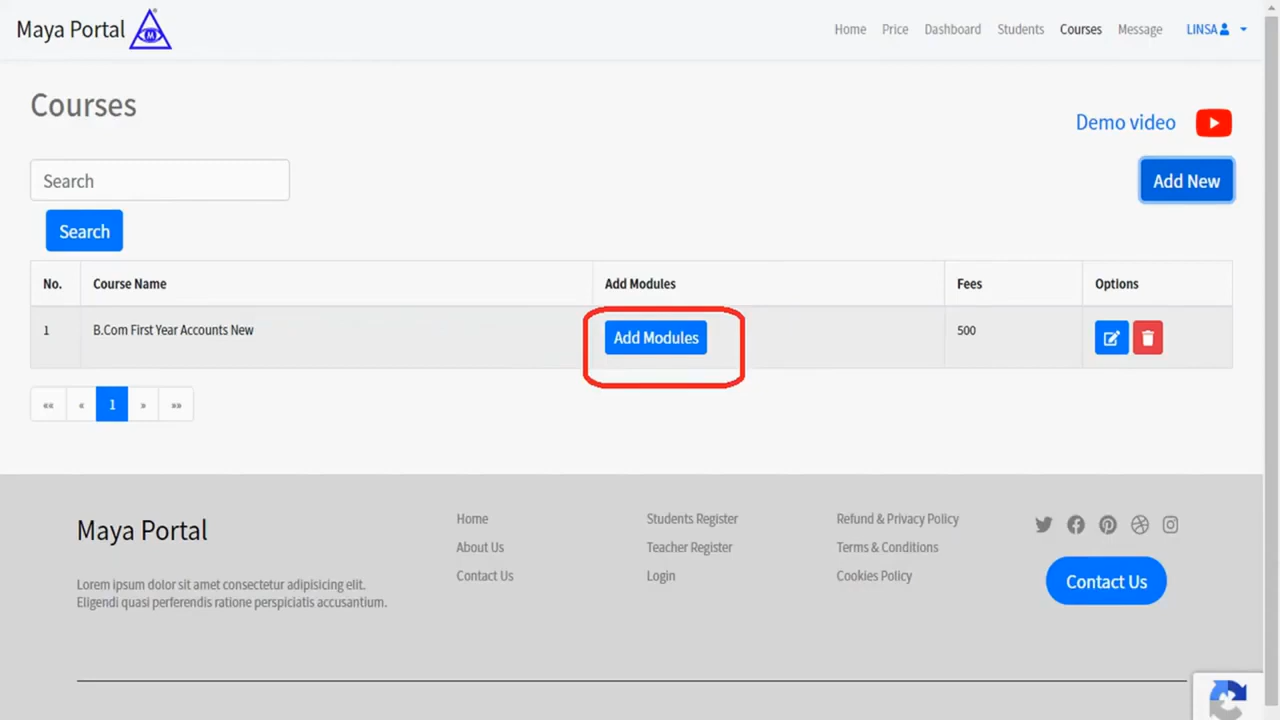 Maya Portal M
Home Price Dashboard Students Courses Message LINSA
Courses
Demo video
Search
Add New
Search
No. Course Name Add Modules Fees Options
1 B.Com First Year Accounts New Add Modules 500
«« « 1 » »»
Maya Portal
Lorem ipsum dolor sit amet consectetur adipisicing elit.
Eligendi quasi perferendis ratione perspiciatis accusantium.
Home
About Us
Contact Us
Students Register
Teacher Register
Login
Refund & Privacy Policy
Terms & Conditions
Cookies Policy
Contact Us